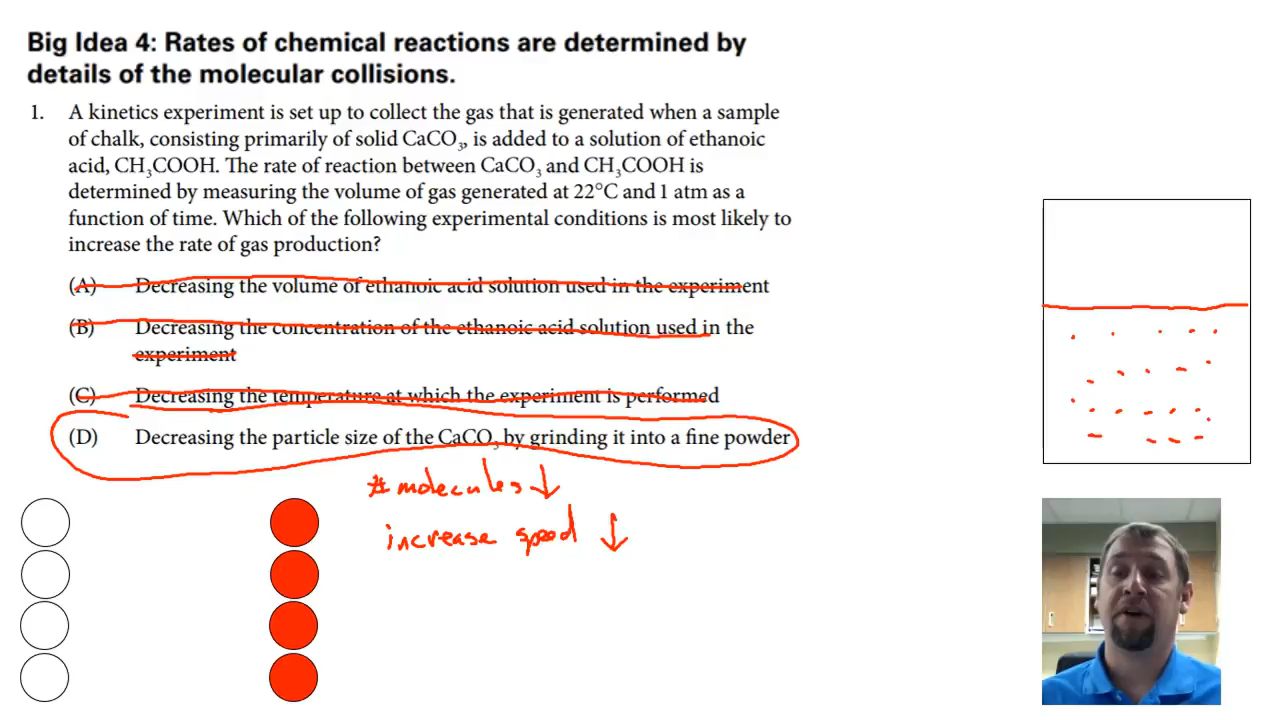 Big Idea 4: Rates of chemical reactions are determined by
details of the molecular collisions.
1. A kinetics experiment is set up to collect the gas that is generated when a sample
of chalk, consisting primarily of solid CaCO₃, is added to a solution of ethanoic
acid, CH₃COOH. The rate of reaction between CaCO₃ and CH₃COOH is
determined by measuring the volume of gas generated at 22°C and 1 atm as a
function of time. Which of the following experimental conditions is most likely to
increase the rate of gas production?
(A) Decreasing the volume of ethanoic acid solution used in the experiment
(B) Decreasing the concentration of the ethanoic acid solution used in the
experiment
(C) Decreasing the temperature at which the experiment is performed
(D) Decreasing the particle size of the CaCO₃ by grinding it into a fine powder
# molecules ↓
increase speed ↓